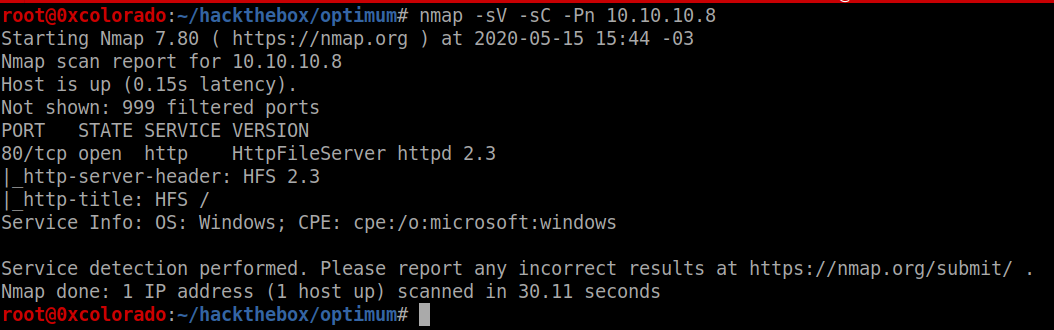 root@0xcolorado:~/hackthebox/optimum# nmap -sV -sC -Pn 10.10.10.8
Starting Nmap 7.80 ( https://nmap.org ) at 2020-05-15 15:44 -03
Nmap scan report for 10.10.10.8
Host is up (0.15s latency).
Not shown: 999 filtered ports
PORT   STATE SERVICE VERSION
80/tcp open  http    HttpFileServer httpd 2.3
|_http-server-header: HFS 2.3
|_http-title: HFS /
Service Info: OS: Windows; CPE: cpe:/o:microsoft:windows

Service detection performed. Please report any incorrect results at https://nmap.org/submit/ .
Nmap done: 1 IP address (1 host up) scanned in 30.11 seconds
root@0xcolorado:~/hackthebox/optimum#